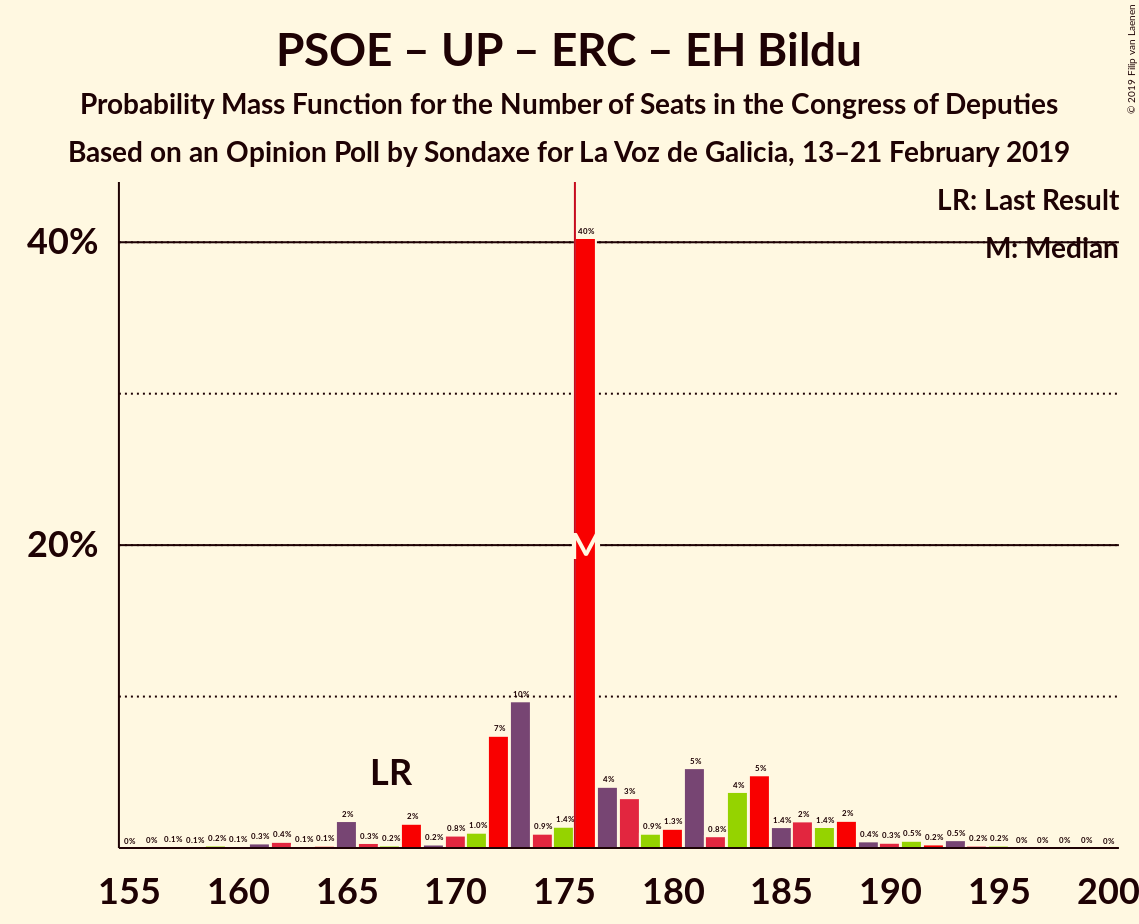 PSOE – UP – ERC – EH Bildu
Probability Mass Function for the Number of Seats in the Congress of Deputies
Based on an Opinion Poll by Sondaxe for La Voz de Galicia, 13–21 February 2019
© 2019 Filip van Laenen
LR: Last Result
M: Median
40%
20%
0% 0% 0.1% 0.1% 0.2% 0.1% 0.3% 0.4% 0.1% 0.1% 2% 0.3% 0.2% 2% 0.2% 0.8% 1.0% 7% 10% 0.9% 1.4% 40% 4% 3% 0.9% 1.3% 5% 0.8% 4% 5% 1.4% 2% 1.4% 2% 0.4% 0.3% 0.5% 0.2% 0.5% 0.2% 0.2% 0% 0% 0% 0% 0%
LR
M
155 160 165 170 175 180 185 190 195 200